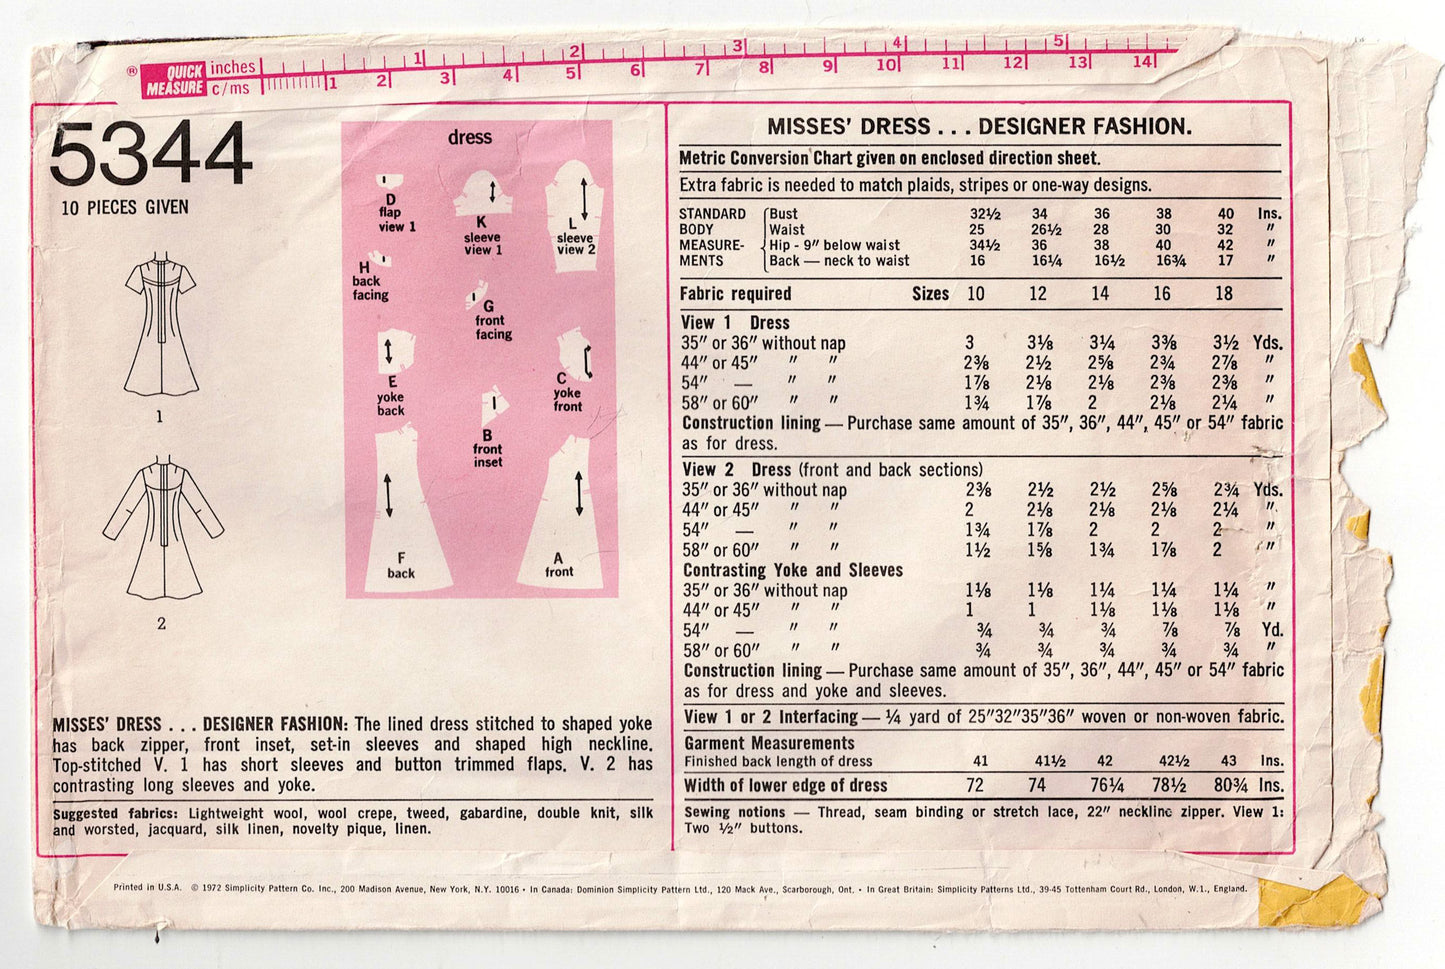 ® QUICK MEASURE inches 1 2 3 4 5
c/ms 1 2 3 4 5 6 7 8 9 10 11 12 13 14
5344
10 PIECES GIVEN
1
2
dress
D
flap
view 1
K
sleeve
view 1
L
sleeve
view 2
H
back
facing
G
front
facing
E
yoke
back
C
yoke
front
B
front
inset
F
back
A
front
MISSES' DRESS . . . DESIGNER FASHION: The lined dress stitched to shaped yoke
has back zipper, front inset, set-in sleeves and shaped high neckline.
Top-stitched V. 1 has short sleeves and button trimmed flaps. V. 2 has
contrasting long sleeves and yoke.
Suggested fabrics: Lightweight wool, wool crepe, tweed, gabardine, double knit, silk
and worsted, jacquard, silk linen, novelty pique, linen.
MISSES' DRESS . . . DESIGNER FASHION.
Metric Conversion Chart given on enclosed direction sheet.
Extra fabric is needed to match plaids, stripes or one-way designs.
STANDARD Bust 32½ 34 36 38 40 Ins.
BODY Waist 25 26½ 28 30 32 "
MEASURE- Hip - 9" below waist 34½ 36 38 40 42 "
MENTS Back — neck to waist 16 16¼ 16½ 16¾ 17 "
Fabric required Sizes 10 12 14 16 18
View 1 Dress
35" or 36" without nap 3 3⅛ 3¼ 3⅜ 3½ Yds.
44" or 45" " " 2⅜ 2½ 2⅝ 2¾ 2⅞ "
54" — " " 1⅞ 2⅛ 2⅛ 2⅜ 2⅜ "
58" or 60" " " 1¾ 1⅞ 2 2⅛ 2¼ "
Construction lining — Purchase same amount of 35", 36", 44", 45" or 54" fabric
as for dress.
View 2 Dress (front and back sections)
35" or 36" without nap 2⅜ 2½ 2½ 2⅝ 2¾ Yds.
44" or 45" " " 2 2⅛ 2⅛ 2⅛ 2¼ "
54" — " " 1¾ 1⅞ 2 2 2 "
58" or 60" " " 1½ 1⅝ 1¾ 1⅞ 2 "
Contrasting Yoke and Sleeves
35" or 36" without nap 1⅛ 1⅛ 1¼ 1¼ 1¼ "
44" or 45" " " 1 1 1⅛ 1⅛ 1⅛ "
54" — " " ¾ ¾ ¾ ⅞ ⅞ Yd.
58" or 60" " " ¾ ¾ ¾ ¾ ¾ "
Construction lining — Purchase same amount of 35", 36", 44", 45" or 54" fabric
as for dress and yoke and sleeves.
View 1 or 2 Interfacing — ¼ yard of 25"32"35"36" woven or non-woven fabric.
Garment Measurements
Finished back length of dress 41 41½ 42 42½ 43 Ins.
Width of lower edge of dress 72 74 76¼ 78½ 80¾ Ins.
Sewing notions — Thread, seam binding or stretch lace, 22" neckline zipper. View 1:
Two ½" buttons.
Printed in U.S.A. © 1972 Simplicity Pattern Co. Inc., 200 Madison Avenue, New York, N.Y. 10016 • In Canada: Dominion Simplicity Pattern Ltd., 120 Mack Ave., Scarborough, Ont. • In Great Britain: Simplicity Patterns Ltd., 39-45 Tottenham Court Rd., London, W.1., England.